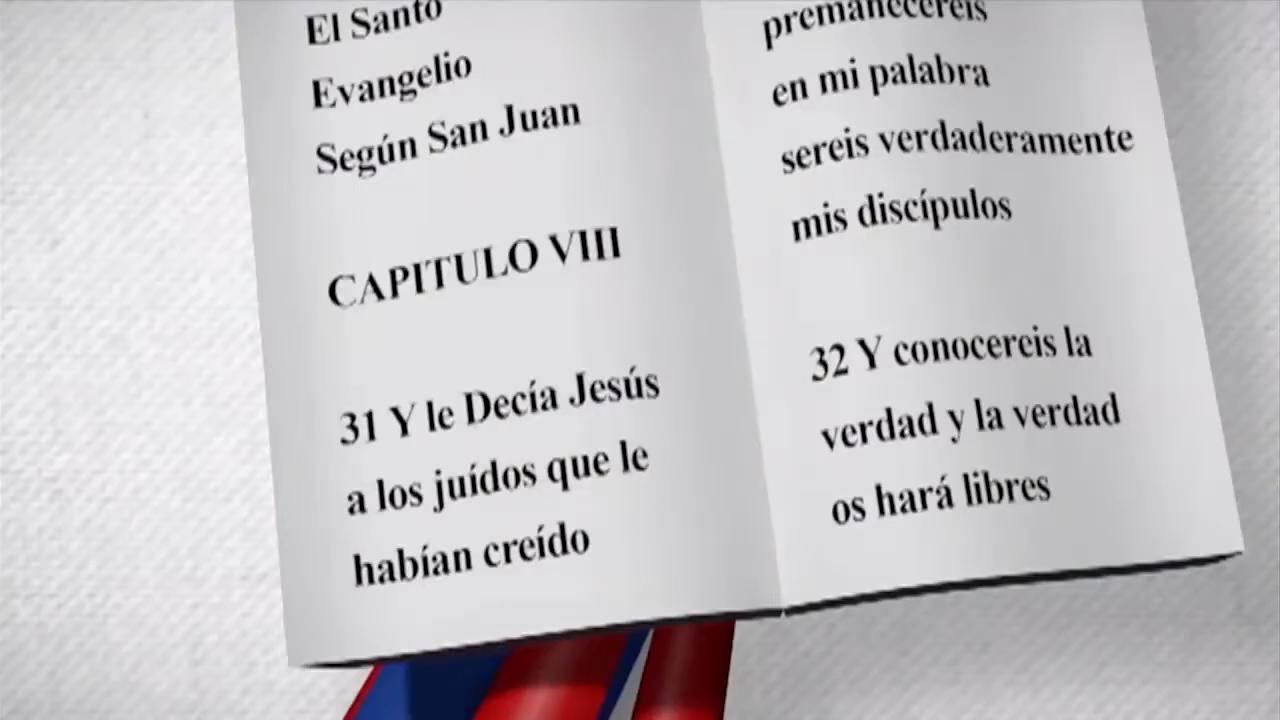 El Santo
Evangelio
Según San Juan
CAPITULO VIII
31 Y le Decía Jesús
a los juídos que le
habían creído
premanecereis
en mi palabra
sereis verdaderamente
mis discípulos
32 Y conocereis la
verdad y la verdad
os hará libres